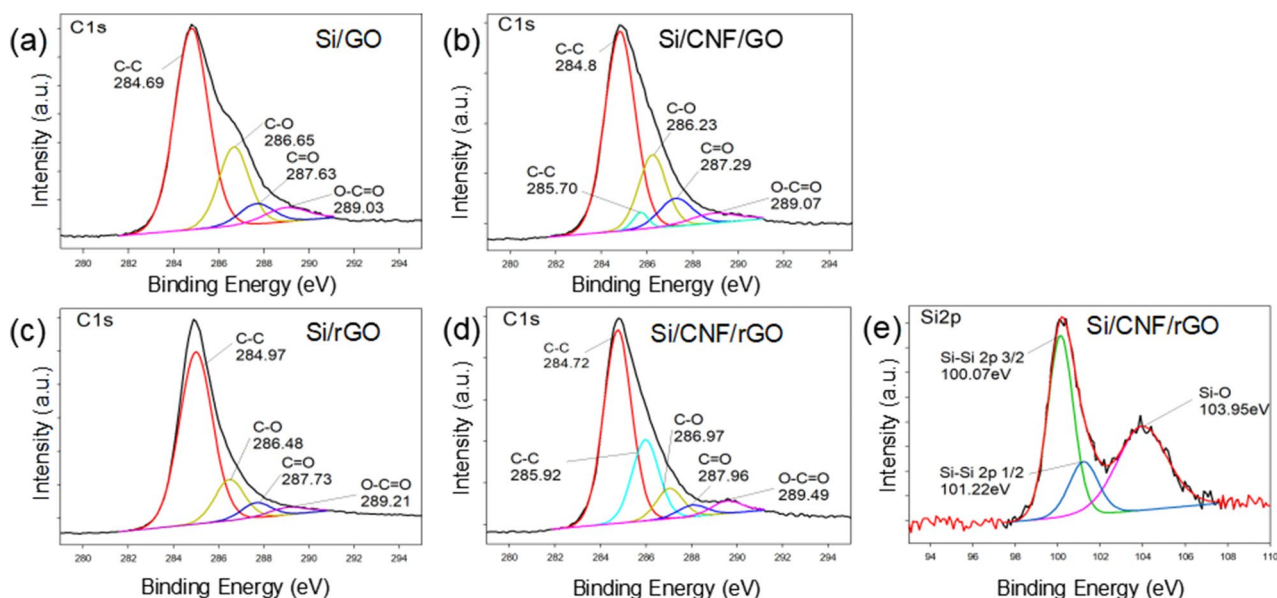 (a)
C1s
Si/GO
C-C
284.69
C-O
286.65
C=O
287.63
O-C=O
289.03
Intensity (a.u.)
280 282 284 286 288 290 292 294
Binding Energy (eV)
(b)
C1s
Si/CNF/GO
C-C
284.8
C-O
286.23
C=O
287.29
C-C
285.70
O-C=O
289.07
Intensity (a.u.)
280 282 284 286 288 290 292 294
Binding Energy (eV)
(c)
C1s
Si/rGO
C-C
284.97
C-O
286.48
C=O
287.73
O-C=O
289.21
Intensity (a.u.)
280 282 284 286 288 290 292 294
Binding Energy (eV)
(d)
C1s
Si/CNF/rGO
C-C
284.72
C-O
286.97
C-C
285.92
C=O
287.96
O-C=O
289.49
Intensity (a.u.)
280 282 284 286 288 290 292 294
Binding Energy (eV)
(e)
Si2p
Si/CNF/rGO
Si-Si 2p 3/2
100.07eV
Si-O
103.95eV
Si-Si 2p 1/2
101.22eV
Intensity (a.u.)
94 96 98 100 102 104 106 108 110
Binding Energy (eV)